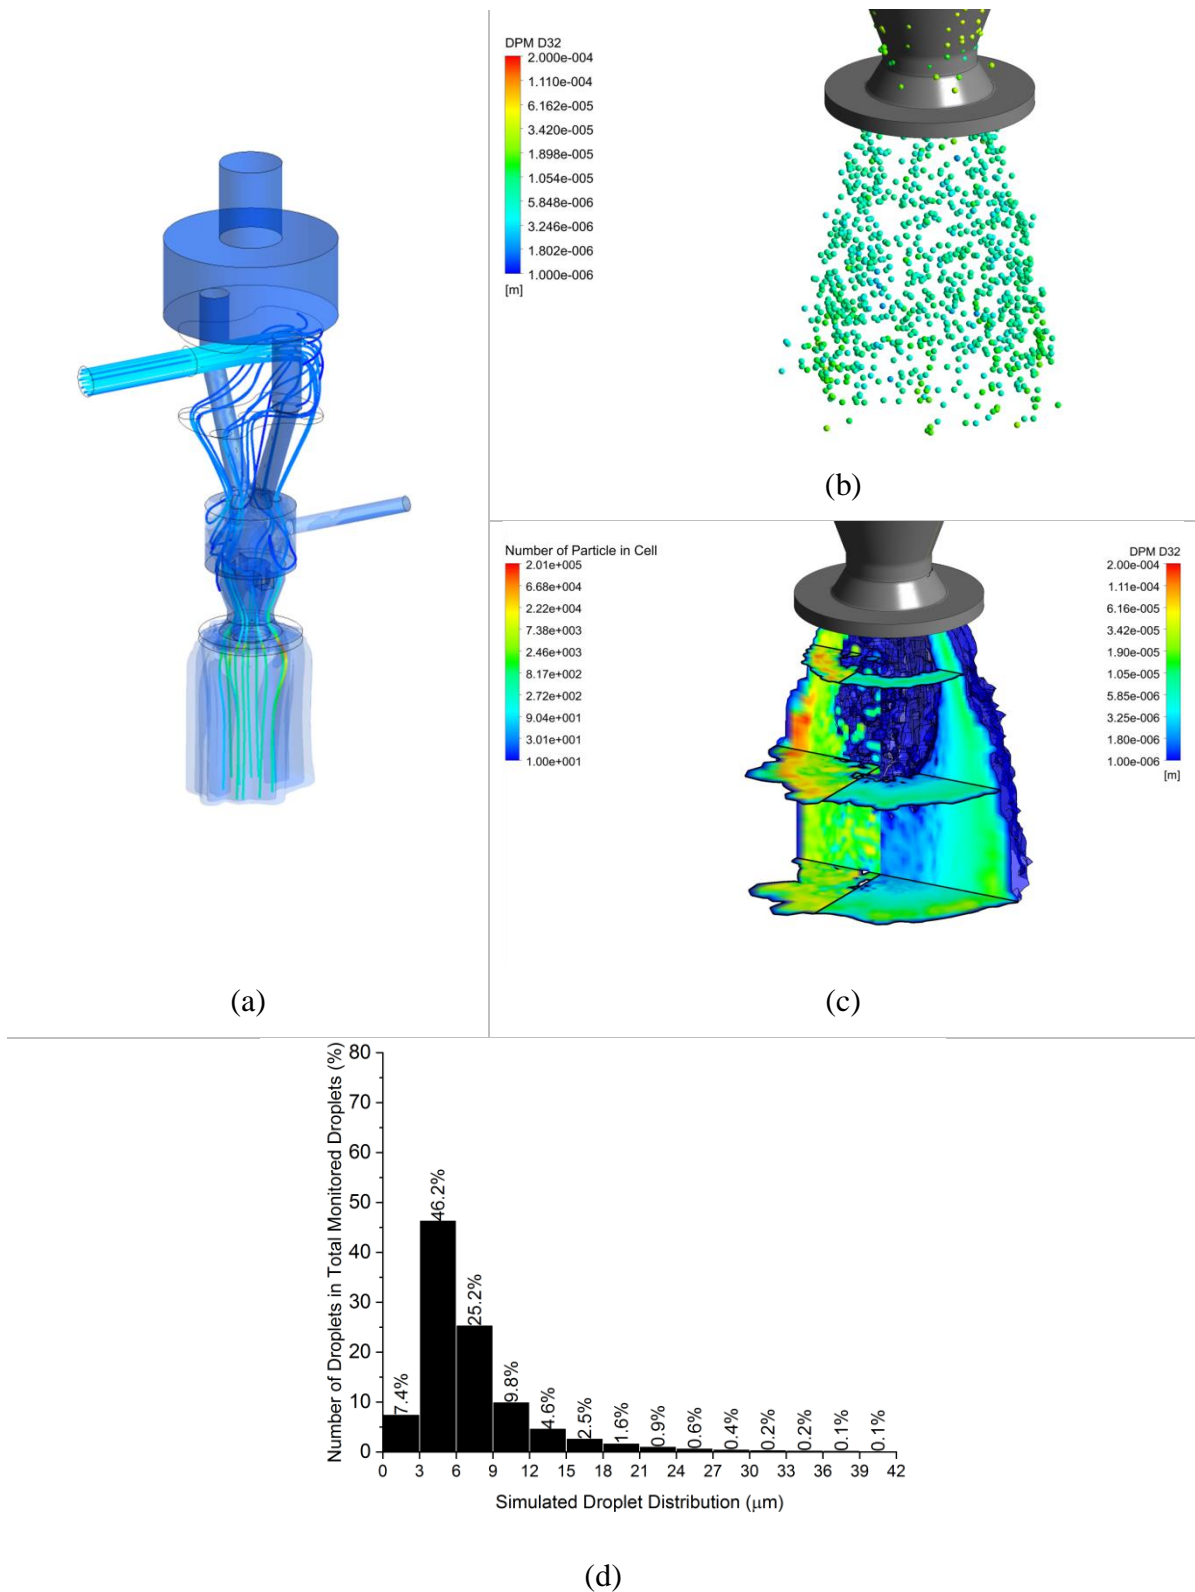 DPM D32
2.000e-004
1.110e-004
6.162e-005
3.420e-005
1.898e-005
1.054e-005
5.848e-006
3.246e-006
1.802e-006
1.000e-006
[m]
(b)
Number of Particle in Cell
2.01e+005
6.68e+004
2.22e+004
7.38e+003
2.46e+003
8.17e+002
2.72e+002
9.04e+001
3.01e+001
1.00e+001
DPM D32
2.00e-004
1.11e-004
6.16e-005
3.42e-005
1.90e-005
1.05e-005
5.85e-006
3.25e-006
1.80e-006
1.00e-006
[m]
(a)
(c)
Number of Droplets in Total Monitored Droplets (%)
80
70
60
50
40
30
20
10
0
7.4%
46.2%
25.2%
9.8%
4.6%
2.5%
1.6%
0.9%
0.6%
0.4%
0.2%
0.2%
0.1%
0.1%
0 3 6 9 12 15 18 21 24 27 30 33 36 39 42
Simulated Droplet Distribution (μm)
(d)